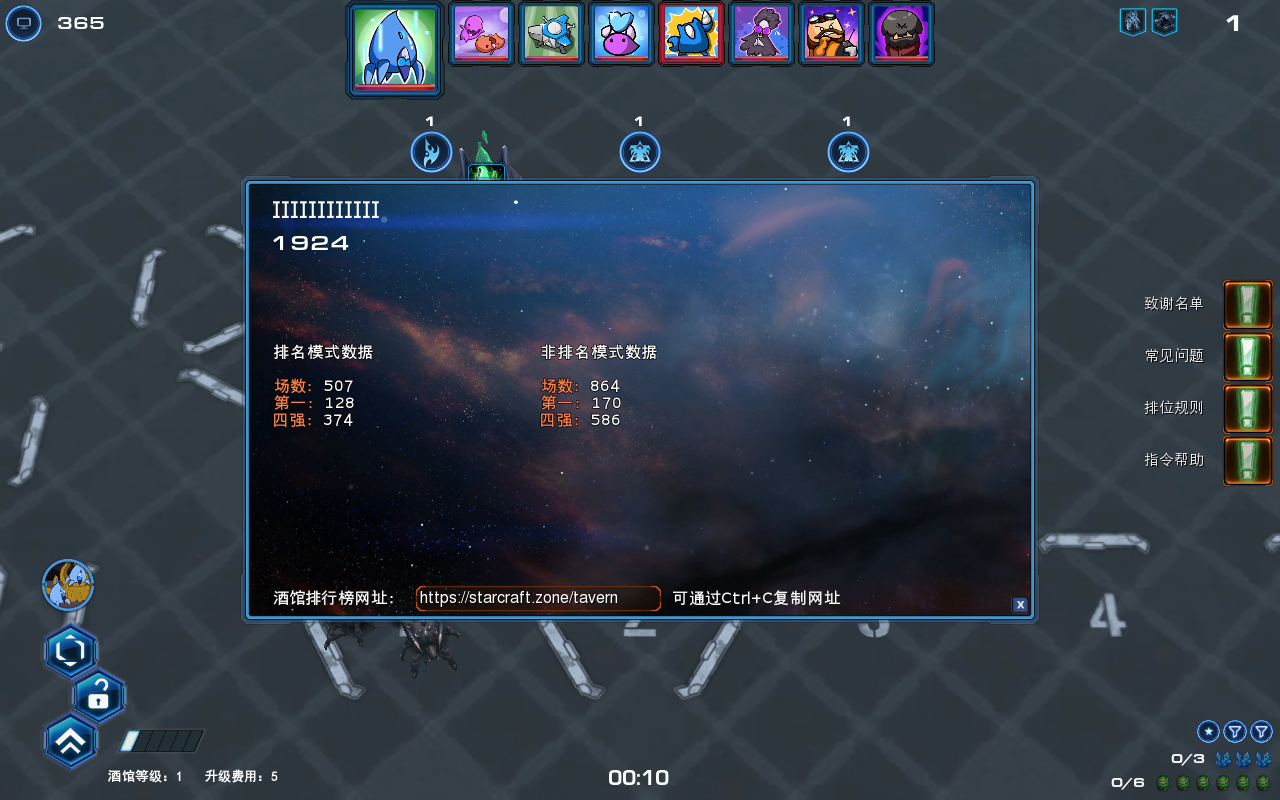 365
1
1
1
1
IIIIIIIIIIII
1924
排名模式数据
场数: 507
第一: 128
四强: 374
非排名模式数据
场数: 864
第一: 170
四强: 586
酒馆排行榜网址: https://starcraft.zone/tavern 可通过Ctrl+C复制网址
x
致谢名单
常见问题
排位规则
指令帮助
4
酒馆等级: 1 升级费用: 5
00:10
0/3
0/6